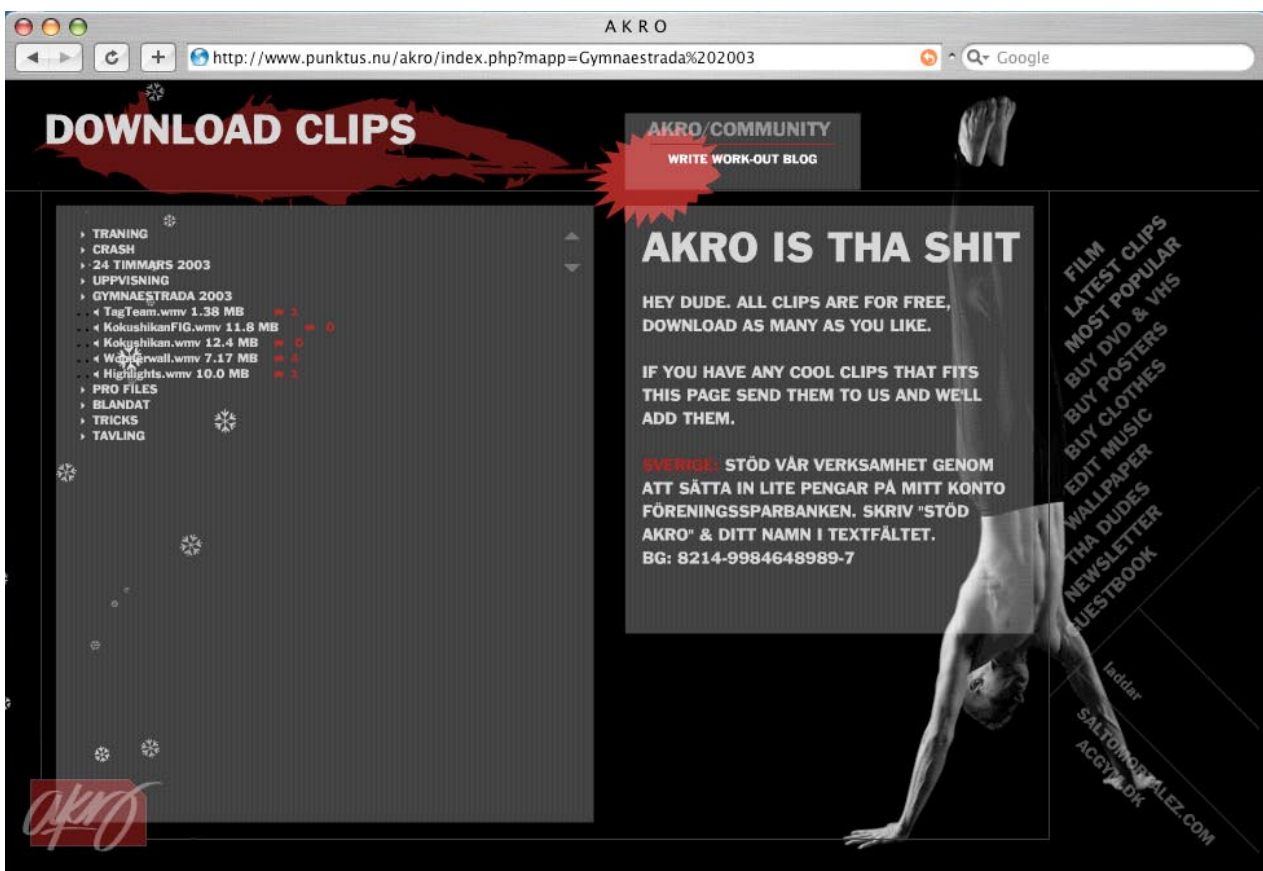 AKRO
http://www.punktus.nu/akro/index.php?mapp=Gymnaestrada%202003
Google
DOWNLOAD CLIPS
AKRO/COMMUNITY
WRITE WORK-OUT BLOG
TRANING
CRASH
24 TIMMARS 2003
UPPVISNING
GYMNAESTRADA 2003
TagTeam.wmv 1.38 MB 1
KokushikanFIG.wmv 11.8 MB 0
Kokushikan.wmv 12.4 MB 0
Wonderwall.wmv 7.17 MB
Highlights.wmv 10.0 MB
PRO FILES
BLANDAT
TRICKS
TAVLING
AKRO IS THA SHIT
HEY DUDE. ALL CLIPS ARE FOR FREE,
DOWNLOAD AS MANY AS YOU LIKE.
IF YOU HAVE ANY COOL CLIPS THAT FITS
THIS PAGE SEND THEM TO US AND WE'LL
ADD THEM.
SVERIGE: STÖD VÅR VERKSAMHET GENOM
ATT SÄTTA IN LITE PENGAR PÅ MITT KONTO
FÖRENINGSSPARBANKEN. SKRIV "STÖD
AKRO" & DITT NAMN I TEXTFÄLTET.
BG: 8214-9984648989-7
FILM
LATEST CLIPS
MOST POPULAR
BUY DVD & VHS
BUY POSTERS
BUY CLOTHES
EDIT MUSIC
WALLPAPER
THA DUDES
NEWSLETTER
GUESTBOOK
laddar
SALTOMORTALEZ.COM
ACGYM.DK
akro